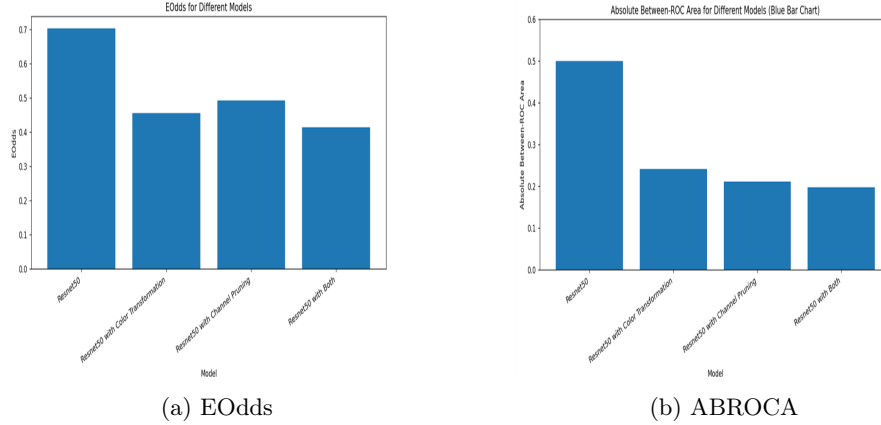 EOdds for Different Models
EOdds
0.7
0.6
0.5
0.4
0.3
0.2
0.1
0.0
Resnet50
Resnet50 with Color Transformation
Resnet50 with Channel Pruning
Resnet50 with Both
Model
(a) EOdds
Absolute Between-ROC Area for Different Models (Blue Bar Chart)
Absolute Between-ROC Area
0.6
0.5
0.4
0.3
0.2
0.1
0.0
Resnet50
Resnet50 with Color Transformation
Resnet50 with Channel Pruning
Resnet50 with Both
Model
(b) ABROCA